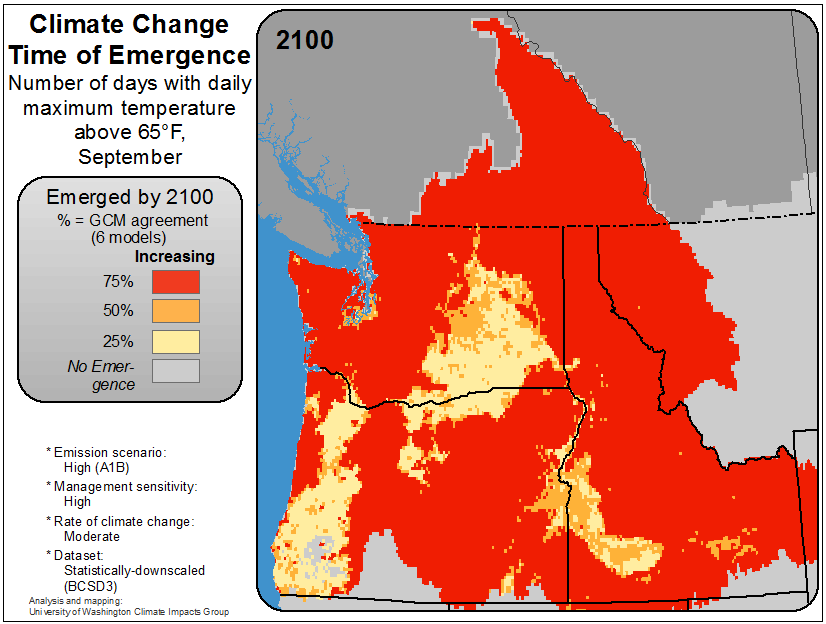 Climate Change
Time of Emergence
Number of days with daily
maximum temperature
above 65°F,
September
2100
Emerged by 2100
% = GCM agreement
(6 models)
Increasing
75%
50%
25%
No Emer-
gence
* Emission scenario:
High (A1B)
* Management sensitivity:
High
* Rate of climate change:
Moderate
* Dataset:
Statistically-downscaled
(BCSD3)
Analysis and mapping:
University of Washington Climate Impacts Group